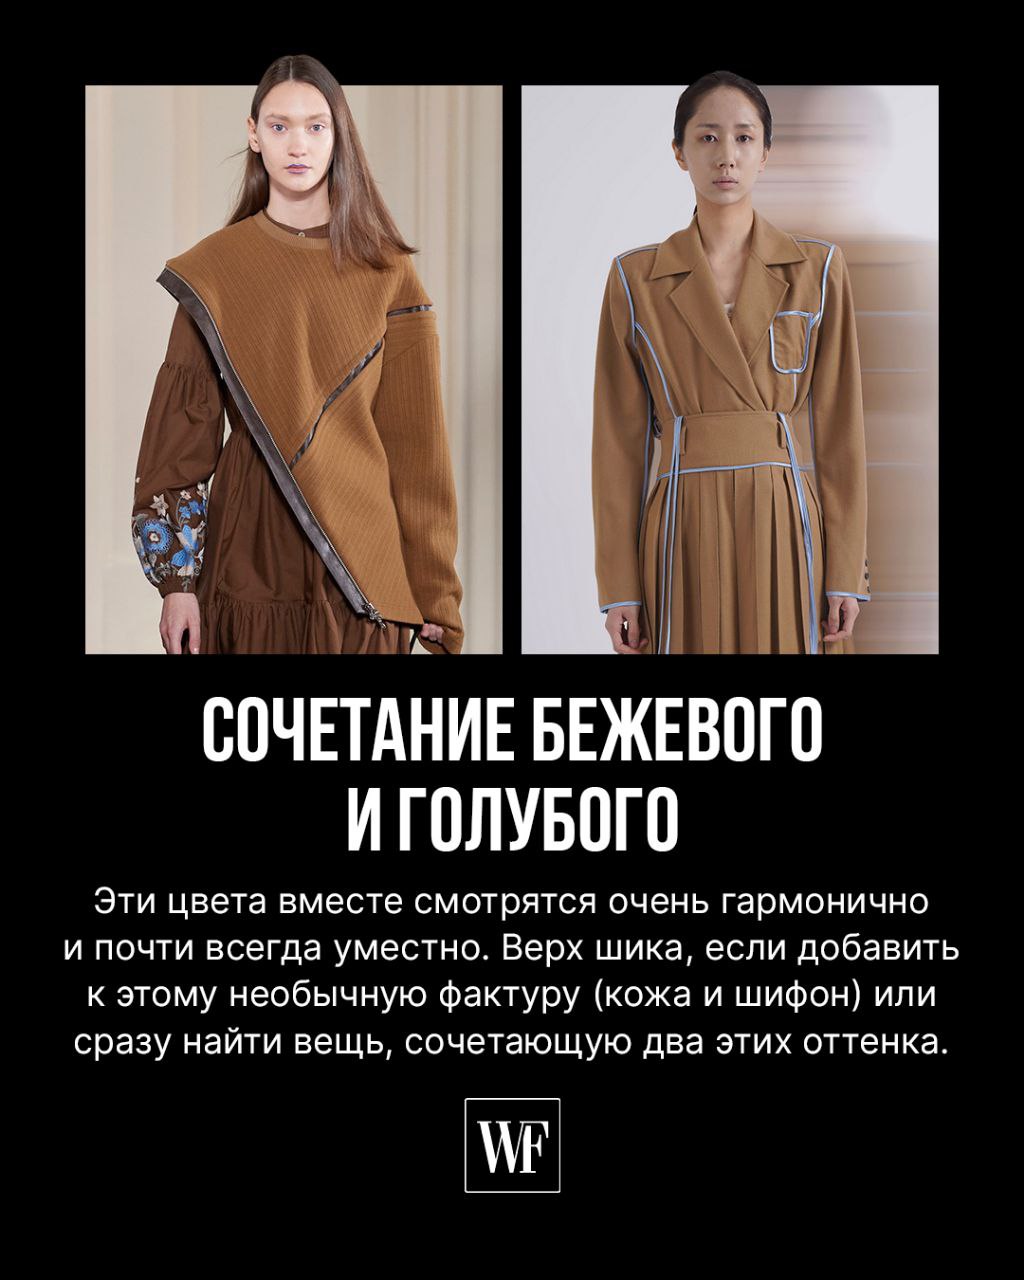 СОЧЕТАНИЕ БЕЖЕВОГО
И ГОЛУБОГО
Эти цвета вместе смотрятся очень гармонично
и почти всегда уместно. Верх шика, если добавить
к этому необычную фактуру (кожа и шифон) или
сразу найти вещь, сочетающую два этих оттенка.
WF